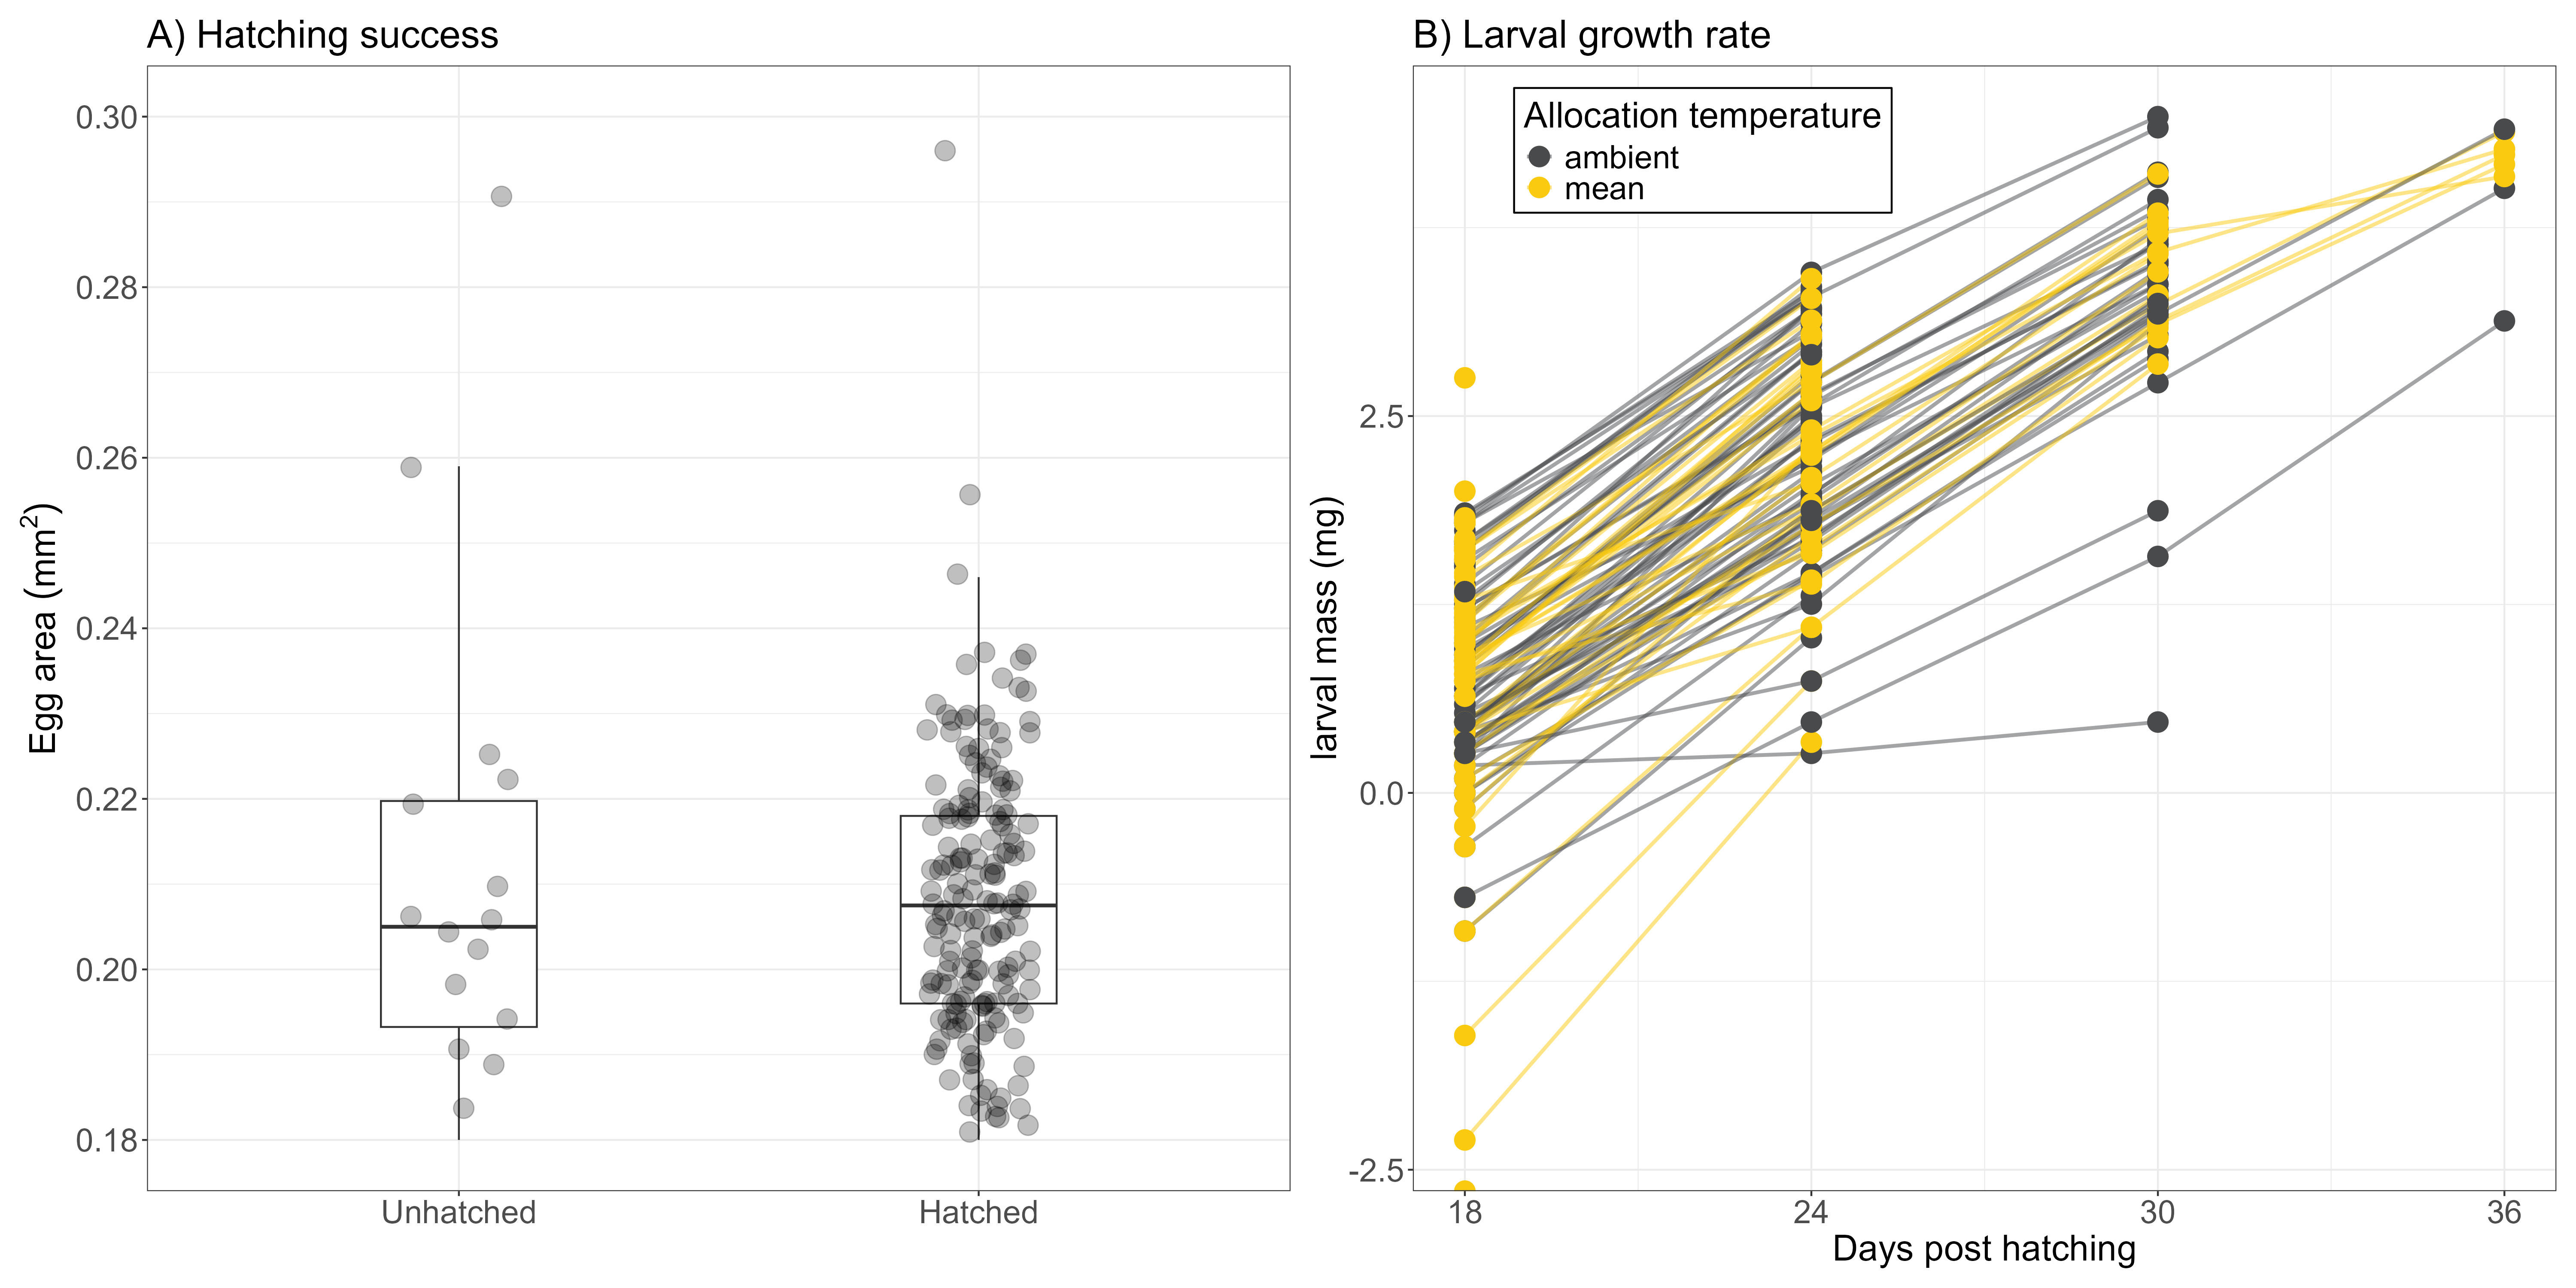 A) Hatching success
0.30
0.28
0.26
0.24
0.22
0.20
0.18
Egg area (mm²)
Unhatched
Hatched
B) Larval growth rate
Allocation temperature
ambient
mean
2.5
0.0
-2.5
larval mass (mg)
18
24
30
36
Days post hatching